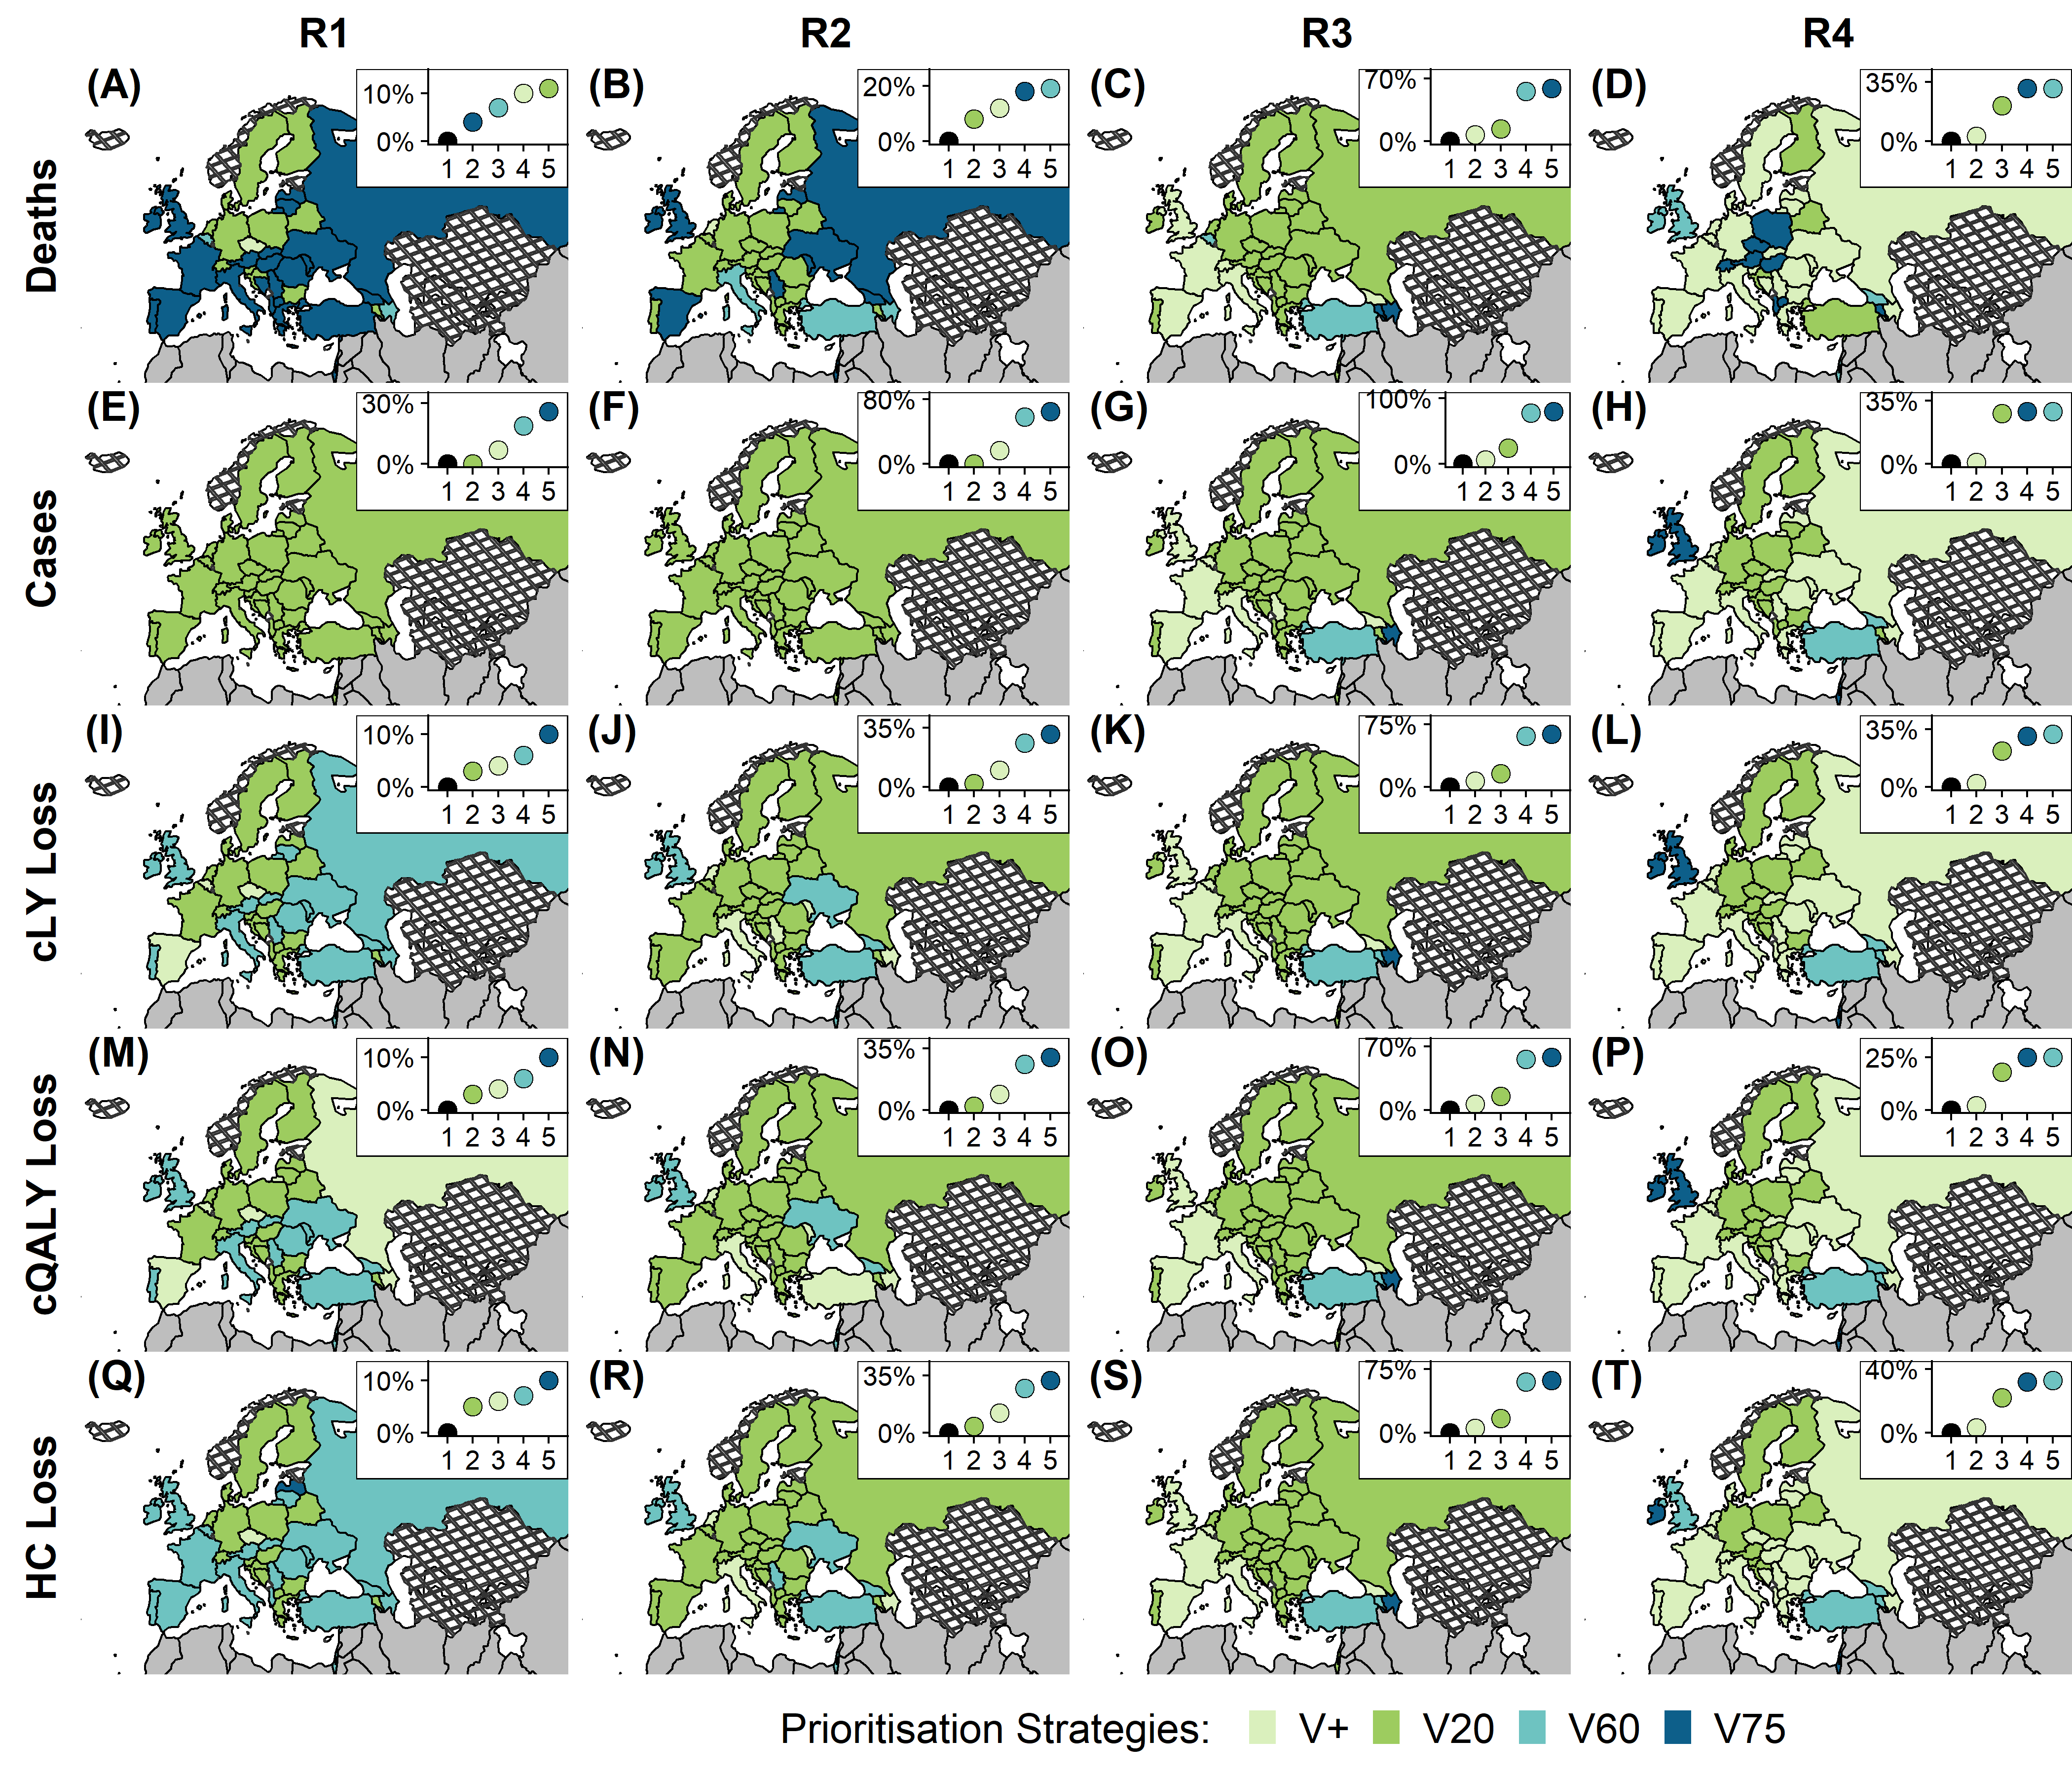 R1 R2 R3 R4
Deaths
(A) 10% 0% 1 2 3 4 5
(B) 20% 0% 1 2 3 4 5
(C) 70% 0% 1 2 3 4 5
(D) 35% 0% 1 2 3 4 5
Cases
(E) 30% 0% 1 2 3 4 5
(F) 80% 0% 1 2 3 4 5
(G) 100% 0% 1 2 3 4 5
(H) 35% 0% 1 2 3 4 5
cLY Loss
(I) 10% 0% 1 2 3 4 5
(J) 35% 0% 1 2 3 4 5
(K) 75% 0% 1 2 3 4 5
(L) 35% 0% 1 2 3 4 5
cQALY Loss
(M) 10% 0% 1 2 3 4 5
(N) 35% 0% 1 2 3 4 5
(O) 70% 0% 1 2 3 4 5
(P) 25% 0% 1 2 3 4 5
HC Loss
(Q) 10% 0% 1 2 3 4 5
(R) 35% 0% 1 2 3 4 5
(S) 75% 0% 1 2 3 4 5
(T) 40% 0% 1 2 3 4 5
Prioritisation Strategies: V+ V20 V60 V75